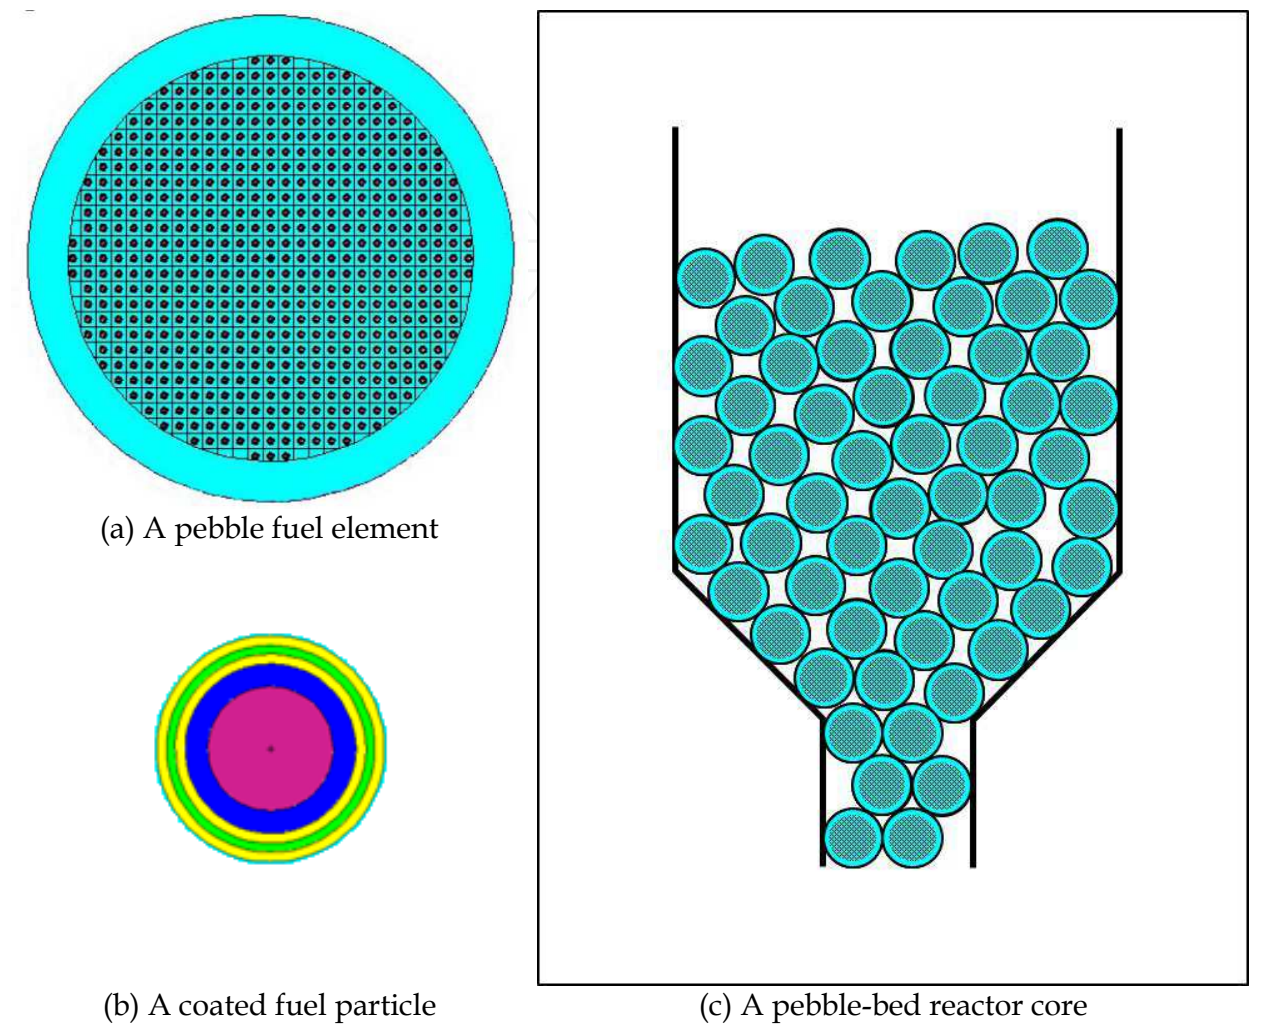 (a) A pebble fuel element
(b) A coated fuel particle
(c) A pebble-bed reactor core